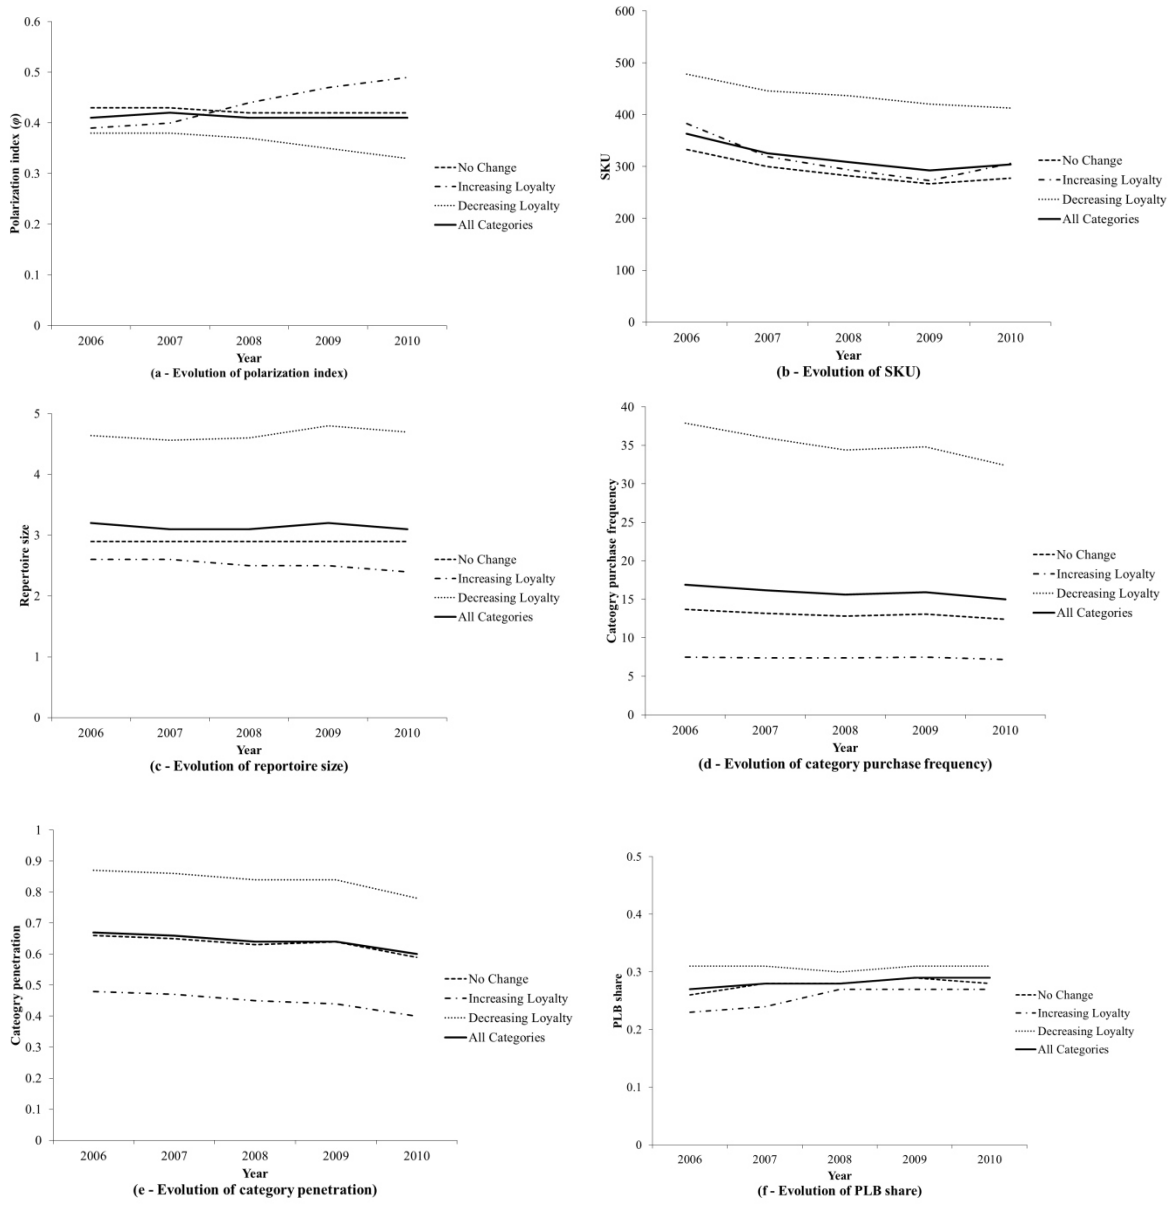 0.6
0.5
0.4
0.3
0.2
0.1
0
Polarization index (φ)
2006 2007 2008 2009 2010
Year
No Change
Increasing Loyalty
Decreasing Loyalty
All Categories
(a - Evolution of polarization index)
600
500
400
300
200
100
0
SKU
2006 2007 2008 2009 2010
Year
No Change
Increasing Loyalty
Decreasing Loyalty
All Categories
(b - Evolution of SKU)
5
4
3
2
1
0
Repertoire size
2006 2007 2008 2009 2010
Year
No Change
Increasing Loyalty
Decreasing Loyalty
All Categories
(c - Evolution of reportoire size)
40
35
30
25
20
15
10
5
0
Cateogry purchase frequency
2006 2007 2008 2009 2010
Year
No Change
Increasing Loyalty
Decreasing Loyalty
All Categories
(d - Evolution of category purchase frequency)
1
0.9
0.8
0.7
0.6
0.5
0.4
0.3
0.2
0.1
0
Cateogry penetration
2006 2007 2008 2009 2010
Year
No Change
Increasing Loyalty
Decreasing Loyalty
All Categories
(e - Evolution of category penetration)
0.5
0.4
0.3
0.2
0.1
0
PLB share
2006 2007 2008 2009 2010
Year
No Change
Increasing Loyalty
Decreasing Loyalty
All Categories
(f - Evolution of PLB share)